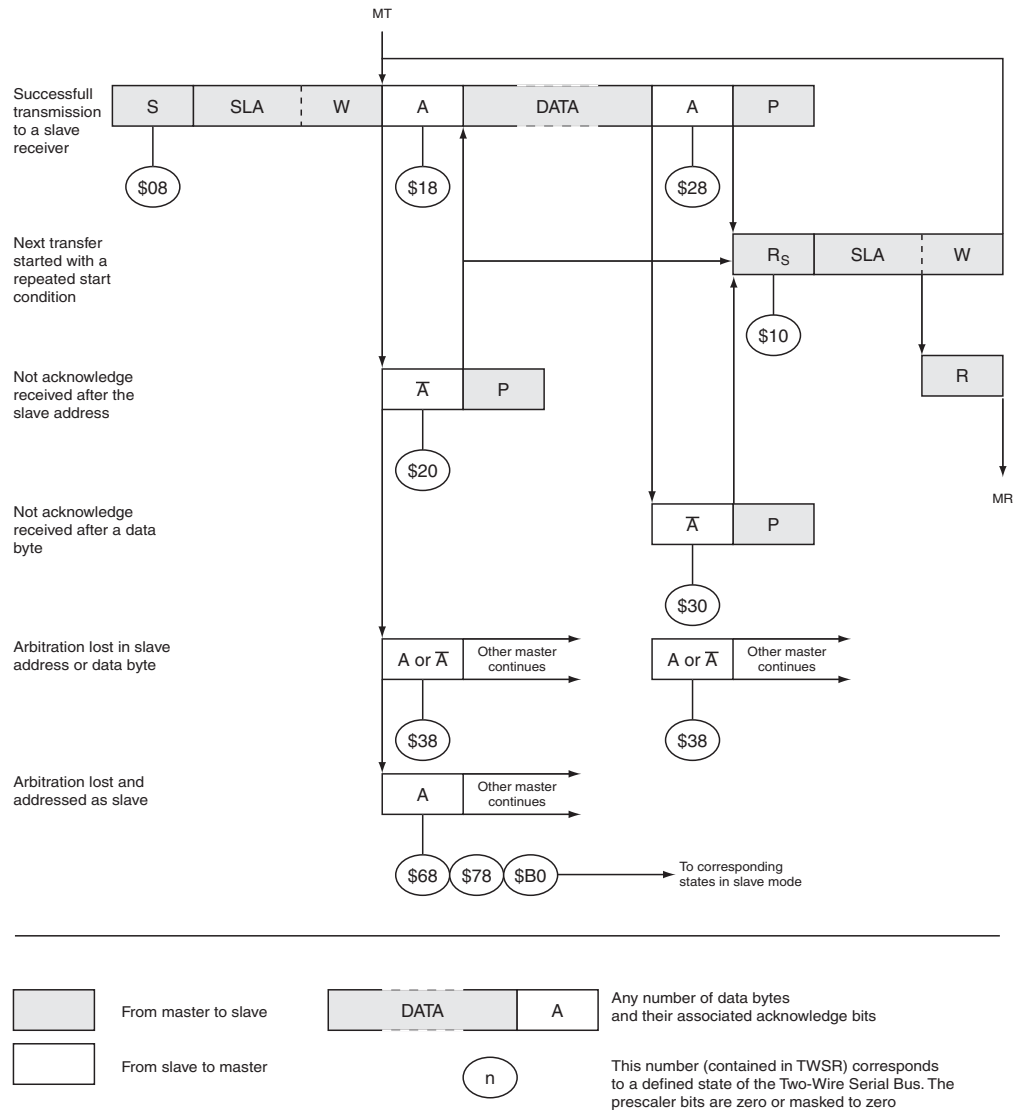 MT
Successfull
transmission
to a slave
receiver
S SLA W A DATA A P
$08 $18 $28
Next transfer
started with a
repeated start
condition
RS SLA W
$10
Not acknowledge
received after the
slave address
A̅ P
R
$20
MR
Not acknowledge
received after a data
byte
A̅ P
$30
Arbitration lost in slave
address or data byte
A or A̅ Other master
continues
A or A̅ Other master
continues
$38 $38
Arbitration lost and
addressed as slave
A Other master
continues
$68 $78 $B0 To corresponding
states in slave mode
From master to slave
DATA A
Any number of data bytes
and their associated acknowledge bits
From slave to master
n
This number (contained in TWSR) corresponds
to a defined state of the Two-Wire Serial Bus. The
prescaler bits are zero or masked to zero